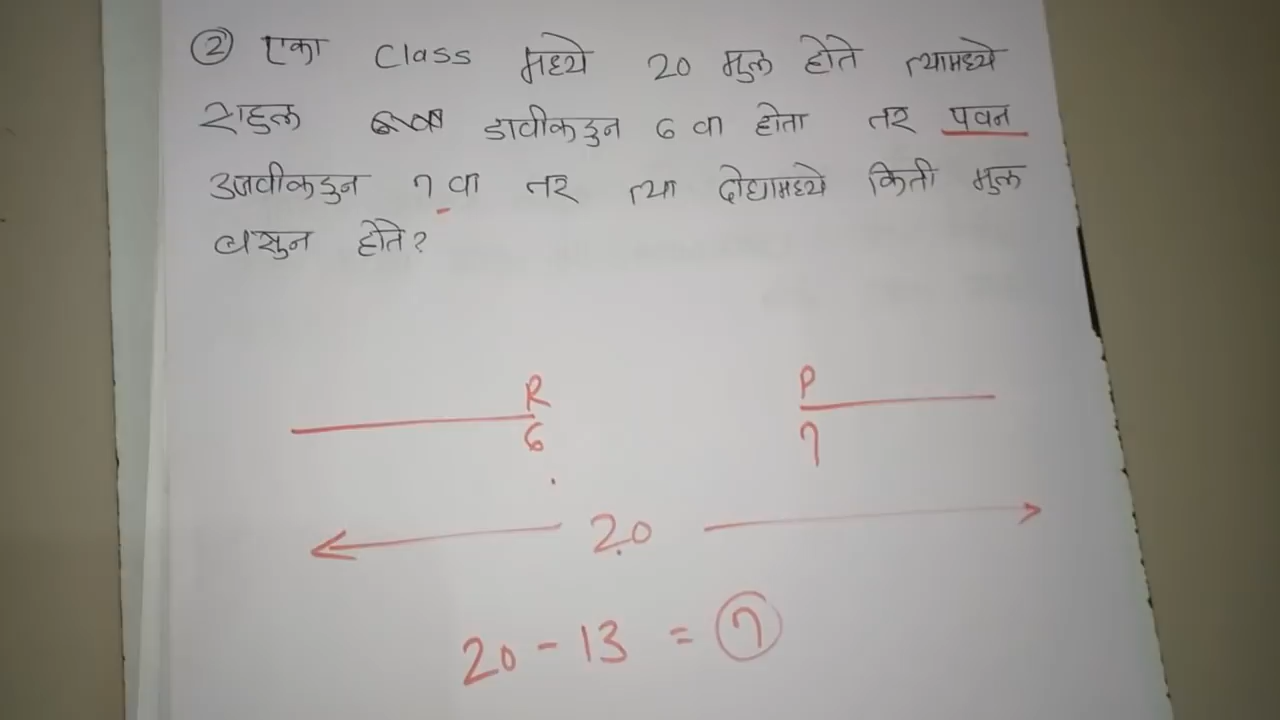 ② एका Class मध्ये 20 मुल होते त्यामध्ये
राहुल डावीकडुन 6 वा होता तर पवन
उजवीकडुन 7 वा तर त्या दोघामध्ये किती मुल
बसुन होते?
R P
6 7
20
20 - 13 = 7